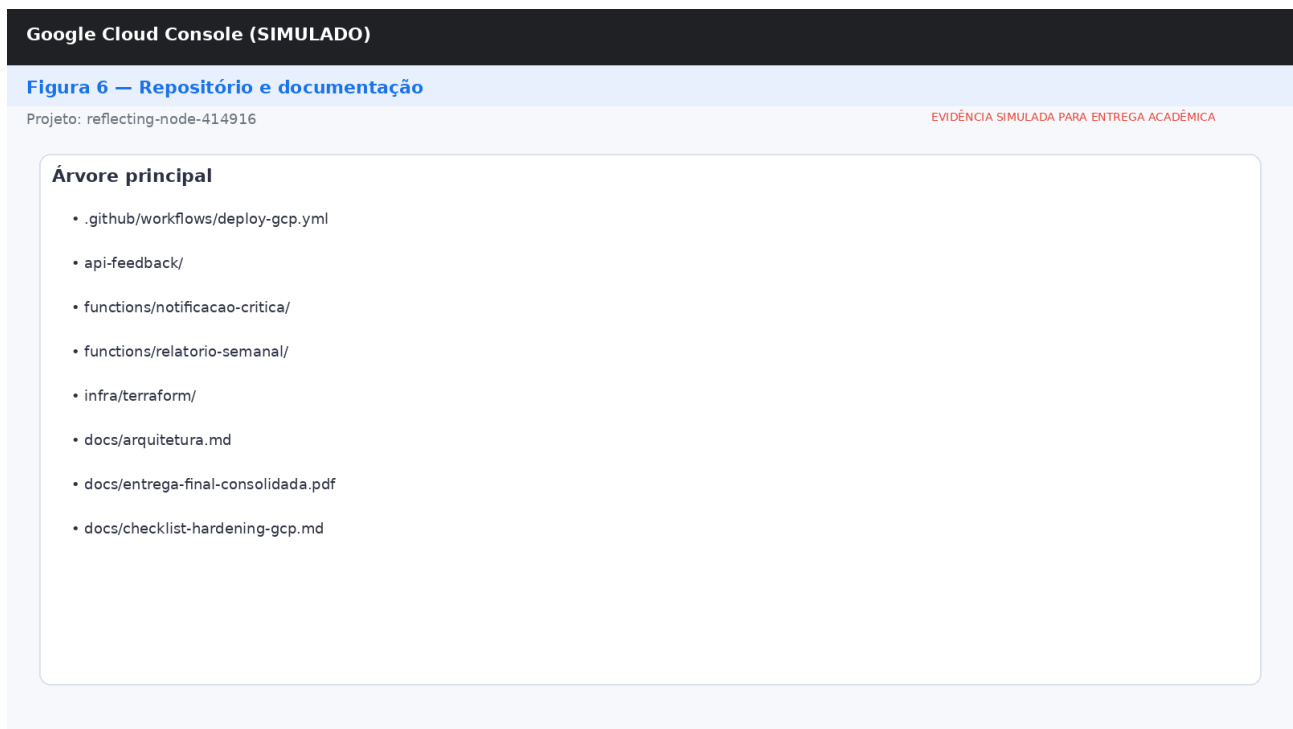 Google Cloud Console (SIMULADO)
Figura 6 — Repositório e documentação
Projeto: reflecting-node-414916
EVIDÊNCIA SIMULADA PARA ENTREGA ACADÊMICA
Árvore principal
• .github/workflows/deploy-gcp.yml
• api-feedback/
• functions/notificacao-critica/
• functions/relatorio-semanal/
• infra/terraform/
• docs/arquitetura.md
• docs/entrega-final-consolidada.pdf
• docs/checklist-hardening-gcp.md